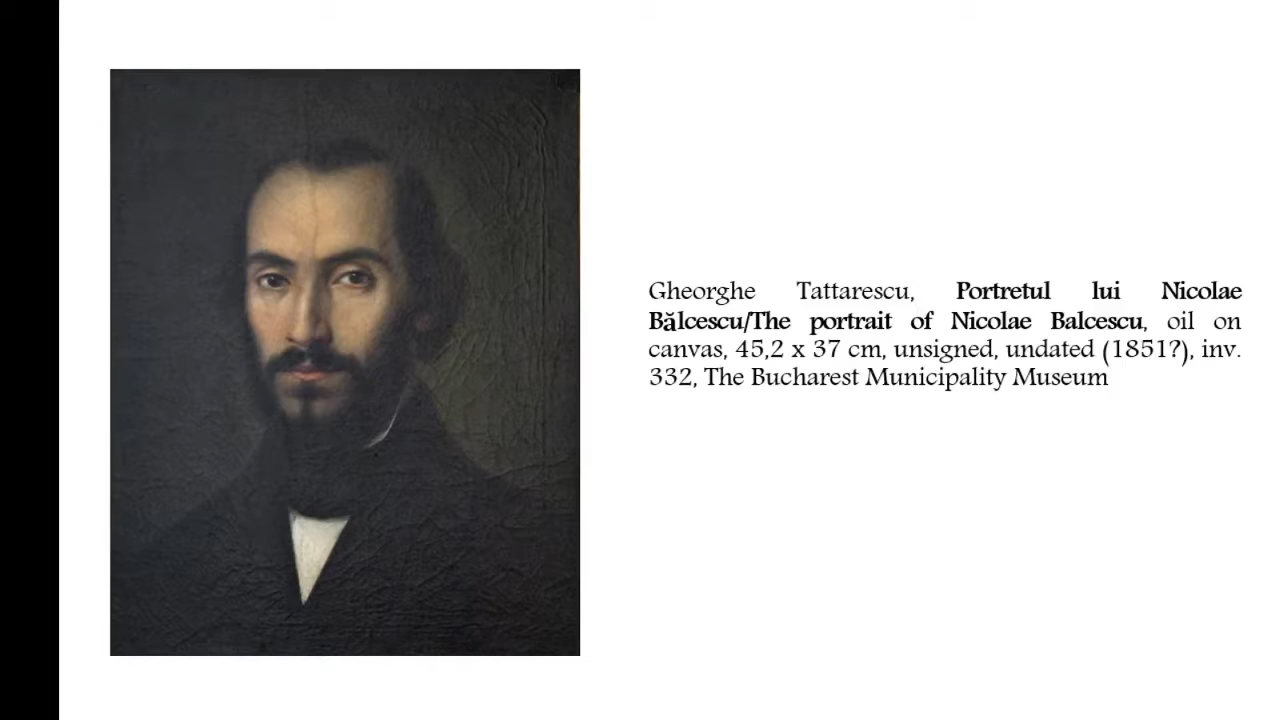 Gheorghe Tattarescu, Portretul lui Nicolae
Bălcescu/The portrait of Nicolae Balcescu, oil on
canvas, 45,2 x 37 cm, unsigned, undated (1851?), inv.
332, The Bucharest Municipality Museum